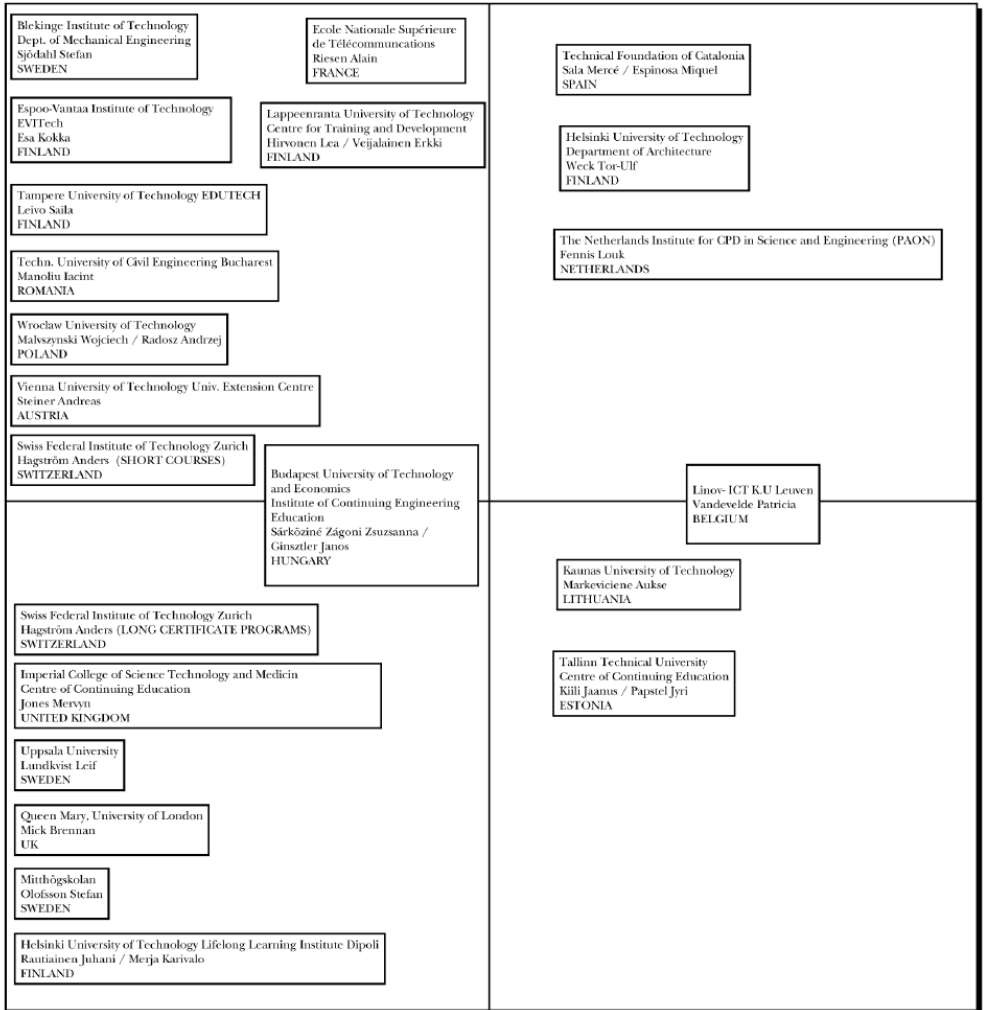 Blekinge Institute of Technology
Dept. of Mechanical Engineering
Sjödahl Stefan
SWEDEN
Ecole Nationale Supérieure
de Télécommuncations
Riesen Alain
FRANCE
Technical Foundation of Catalonia
Sala Mercé / Espinosa Miquel
SPAIN
Espoo-Vantaa Institute of Technology
EVITech
Esa Kokka
FINLAND
Lappeenranta University of Technology
Centre for Training and Development
Hirvonen Lea / Veijalainen Erkki
FINLAND
Helsinki University of Technology
Department of Architecture
Weck Tor-Ulf
FINLAND
Tampere University of Technology EDUTECH
Leivo Saila
FINLAND
The Netherlands Institute for CPD in Science and Engineering (PAON)
Fennis Louk
NETHERLANDS
Techn. University of Civil Engineering Bucharest
Manoliu Iacint
ROMANIA
Wroclaw University of Technology
Malvszynski Wojciech / Radosz Andrzej
POLAND
Vienna University of Technology Univ. Extension Centre
Steiner Andreas
AUSTRIA
Swiss Federal Institute of Technology Zurich
Hagström Anders (SHORT COURSES)
SWITZERLAND
Budapest University of Technology
and Economics
Institute of Continuing Engineering
Education
Sárköziné Zágoni Zsuzsanna /
Ginsztler Janos
HUNGARY
Linov- ICT K.U Leuven
Vandevelde Patricia
BELGIUM
Kaunas University of Technology
Markeviciene Aukse
LITHUANIA
Swiss Federal Institute of Technology Zurich
Hagström Anders (LONG CERTIFICATE PROGRAMS)
SWITZERLAND
Imperial College of Science Technology and Medicin
Centre of Continuing Education
Jones Mervyn
UNITED KINGDOM
Tallinn Technical University
Centre of Continuing Education
Kiili Jaanus / Papstel Jyri
ESTONIA
Uppsala University
Lundkvist Leif
SWEDEN
Queen Mary, University of London
Mick Brennan
UK
Mitthögskolan
Olofsson Stefan
SWEDEN
Helsinki University of Technology Lifelong Learning Institute Dipoli
Rautiainen Juhani / Merja Karivalo
FINLAND